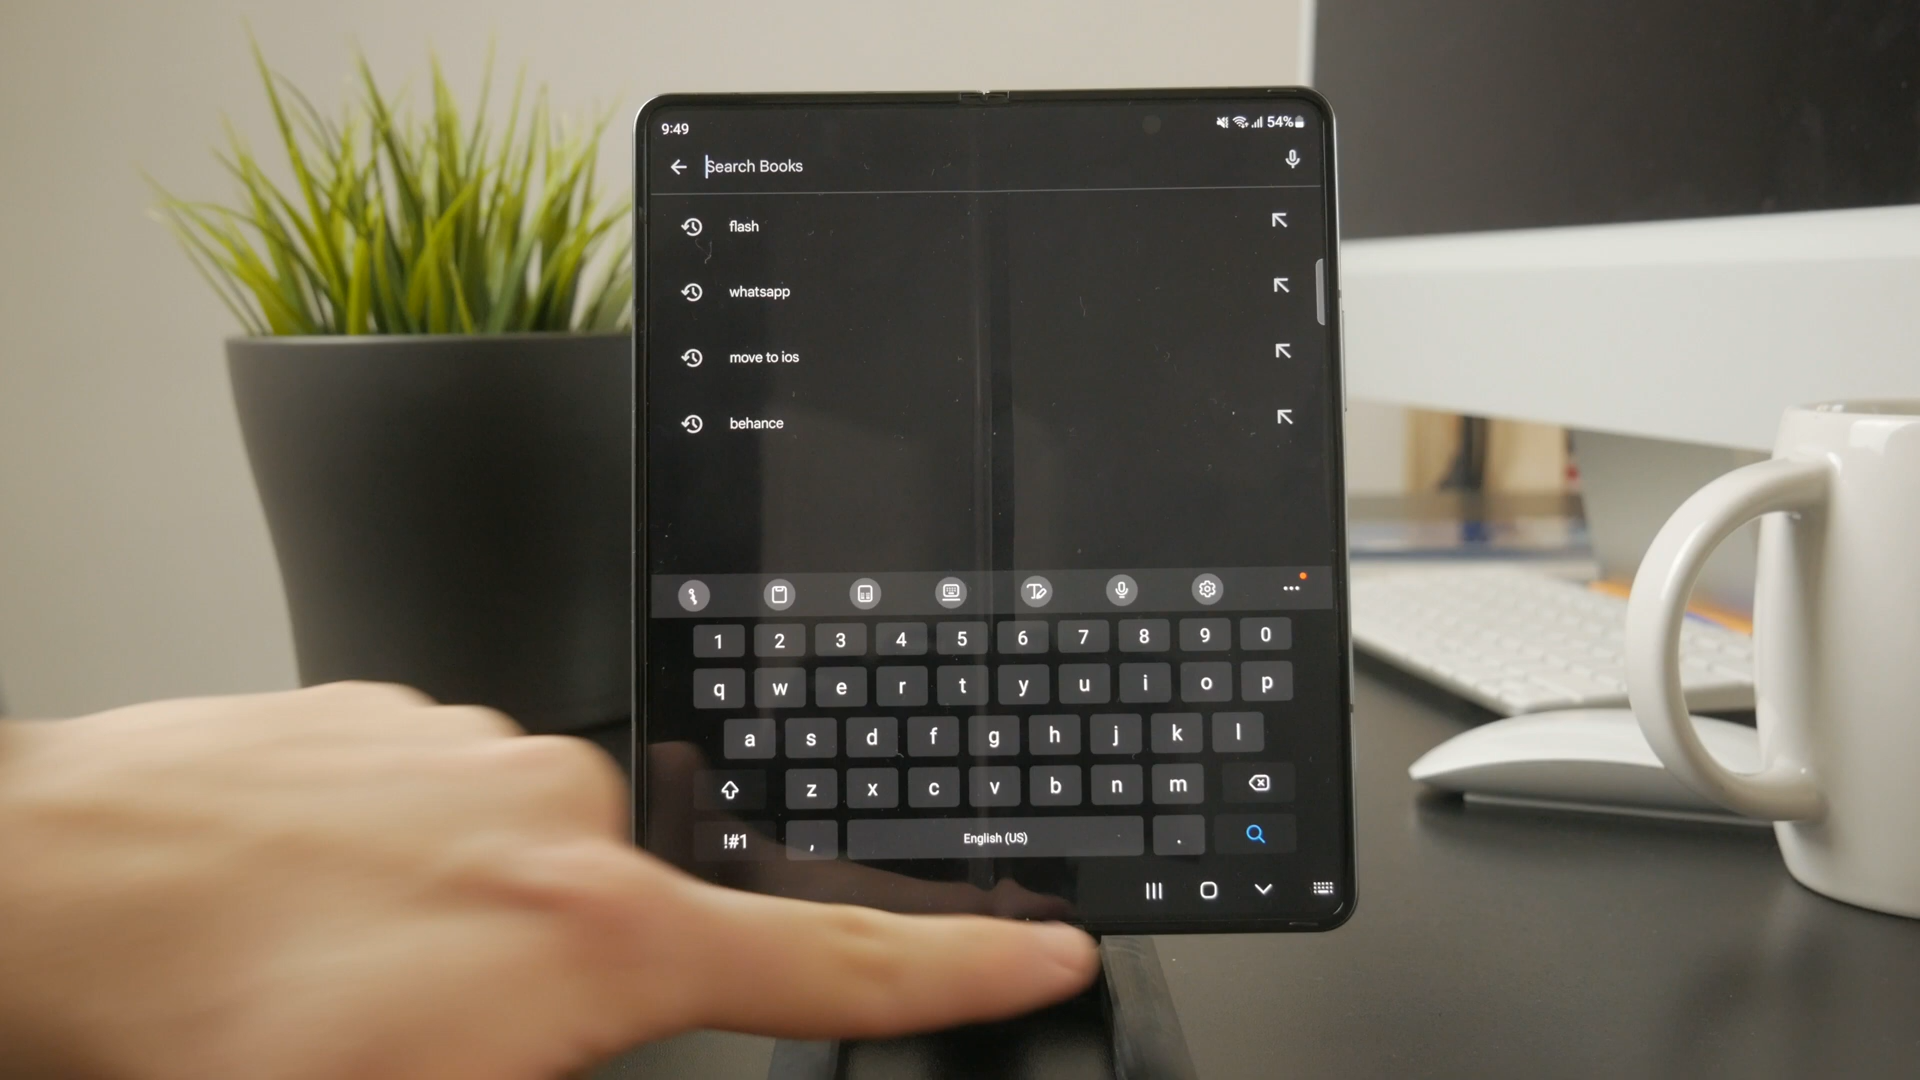 9:49
54%
Search Books
flash
whatsapp
move to ios
behance
1 2 3 4 5 6 7 8 9 0
q w e r t y u i o p
a s d f g h j k l
z x c v b n m
!#1 , English (US) .